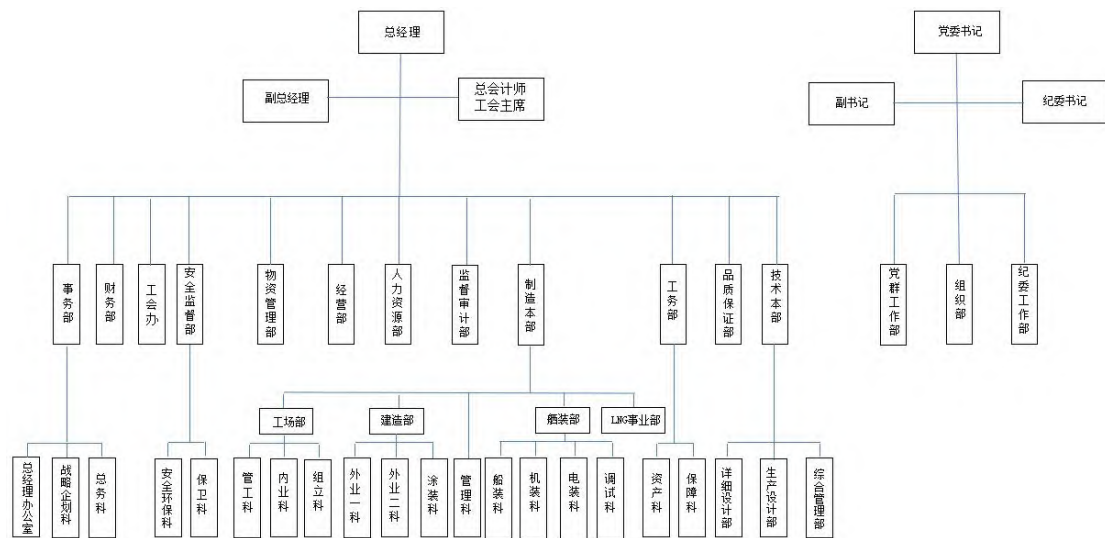 总经理
党委书记
副总经理
总会计师
工会主席
副书记
纪委书记
事务部
财务部
工会办
安全监督部
物资管理部
经营部
人力资源部
监督审计部
制造本部
工务部
品质保证部
技术本部
党群工作部
组织部
纪委工作部
工场部
建造部
舾装部
LNG事业部
总经理办公室
战略企划科
总务科
安全环保科
保卫科
管工科
内业科
组立科
外业一科
外业二科
涂装科
管理科
船装科
机装科
电装科
调试科
资产科
保障科
详细设计部
生产设计部
综合管理部